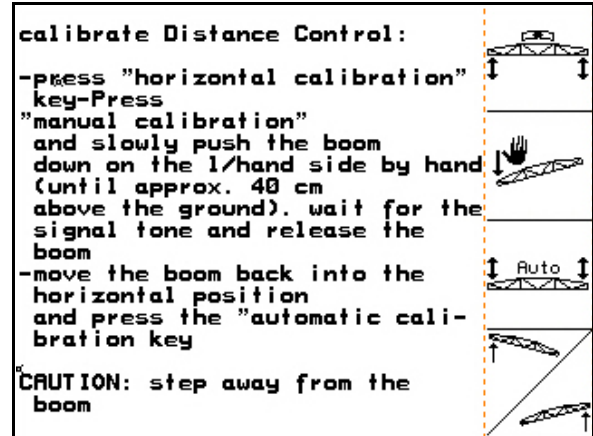 calibrate Distance Control:
-press "horizontal calibration"
key-Press
"manual calibration"
and slowly push the boom
down on the l/hand side by hand
(until approx. 40 cm
above the ground). wait for the
signal tone and release the
boom
-move the boom back into the
horizontal position
and press the "automatic cali-
bration key
CAUTION: step away from the
boom
Auto